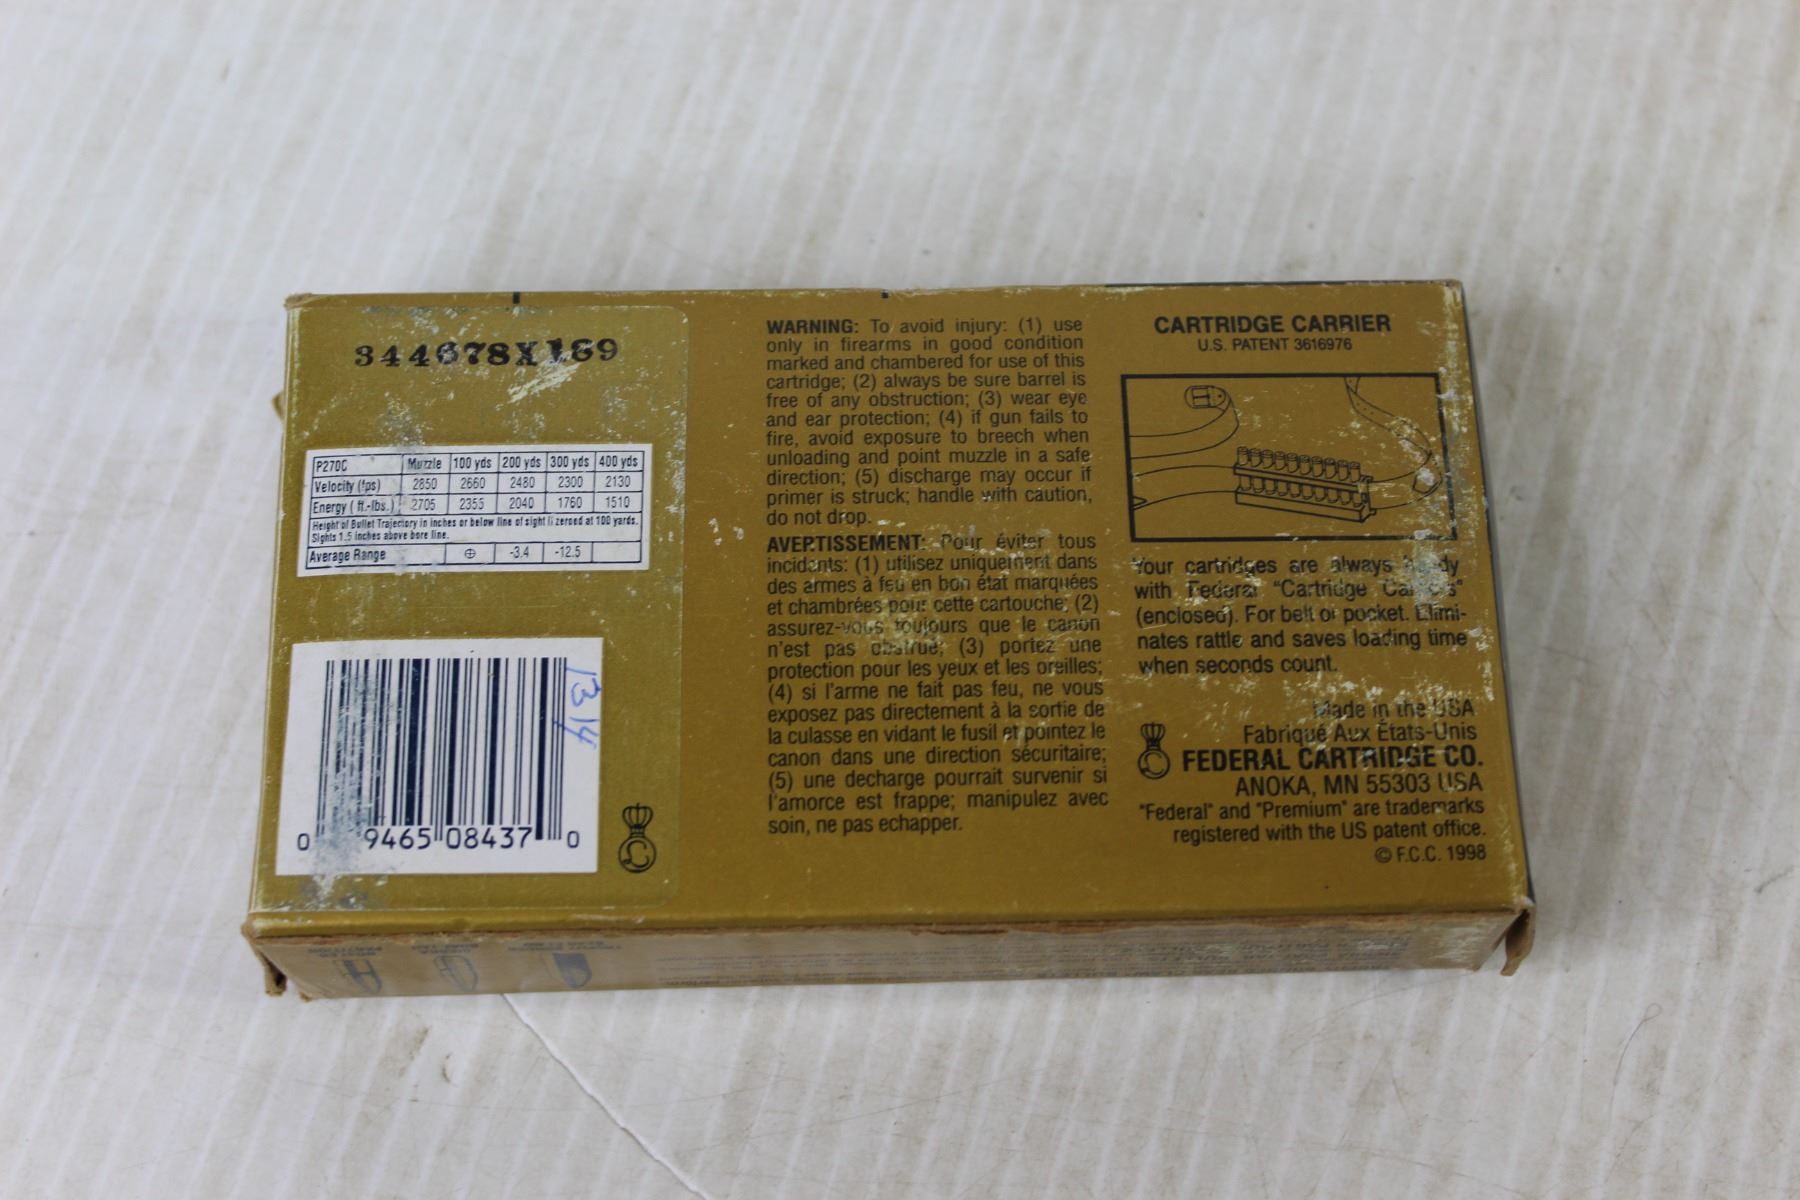 344678X169
P270C Muzzle 100 yds 200 yds 300 yds 400 yds
Velocity (fps) 2850 2660 2480 2300 2130
Energy ( ft.-lbs.) 2705 2355 2040 1760 1510
Height of Bullet Trajectory in inches or below line of sight if zeroed at 100 yards.
Sights 1.5 inches above bore line.
Average Range ⊕ -3.4 -12.5
1314
0 9465 08437 0
WARNING: To avoid injury: (1) use
only in firearms in good condition
marked and chambered for use of this
cartridge; (2) always be sure barrel is
free of any obstruction; (3) wear eye
and ear protection; (4) if gun fails to
fire, avoid exposure to breech when
unloading and point muzzle in a safe
direction; (5) discharge may occur if
primer is struck; handle with caution,
do not drop.
AVERTISSEMENT: Pour éviter tous
incidents: (1) utilisez uniquement dans
des armes à feu en bon état marquées
et chambrées pour cette cartouche; (2)
assurez-vous toujours que le canon
n'est pas obstrué; (3) portez une
protection pour les yeux et les oreilles;
(4) si l'arme ne fait pas feu, ne vous
exposez pas directement à la sortie de
la culasse en vidant le fusil et pointez le
canon dans une direction sécuritaire;
(5) une decharge pourrait survenir si
l'amorce est frappe; manipulez avec
soin, ne pas echapper.
CARTRIDGE CARRIER
U.S. PATENT 3616976
Your cartridges are always handy
with Federal "Cartridge Carriers"
(enclosed). For belt or pocket. Elimi-
nates rattle and saves loading time
when seconds count.
Made in the USA
Fabriqué Aux États-Unis
FEDERAL CARTRIDGE CO.
ANOKA, MN 55303 USA
"Federal" and "Premium" are trademarks
registered with the US patent office.
© F.C.C. 1998